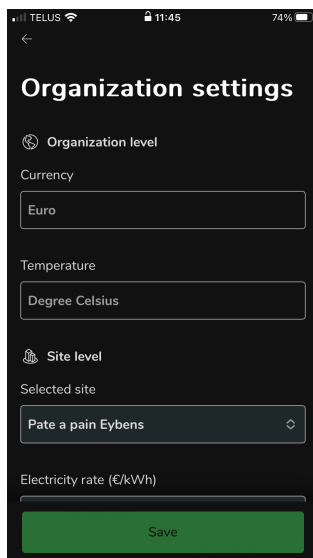 TELUS 11:45 74%
Organization settings
Organization level
Currency
Euro
Temperature
Degree Celsius
Site level
Selected site
Pate a pain Eybens
Electricity rate (€/kWh)
Save